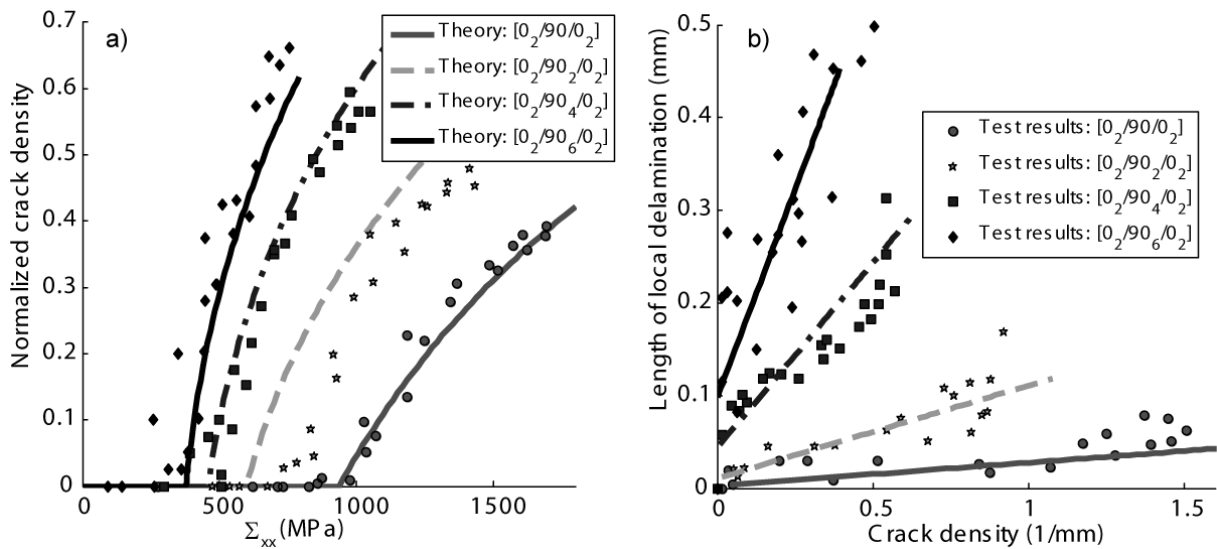 a)
Normalized crack density
0.7
0.6
0.5
0.4
0.3
0.2
0.1
0
0
500
1000
1500
Σxx (MPa)
Theory: [0₂/90/0₂]
Theory: [0₂/90₂/0₂]
Theory: [0₂/90₄/0₂]
Theory: [0₂/90₆/0₂]
b)
Length of local delamination (mm)
0.5
0.4
0.3
0.2
0.1
0
0
0.5
1
1.5
Crack density (1/mm)
Test results: [0₂/90/0₂]
Test results: [0₂/90₂/0₂]
Test results: [0₂/90₄/0₂]
Test results: [0₂/90₆/0₂]